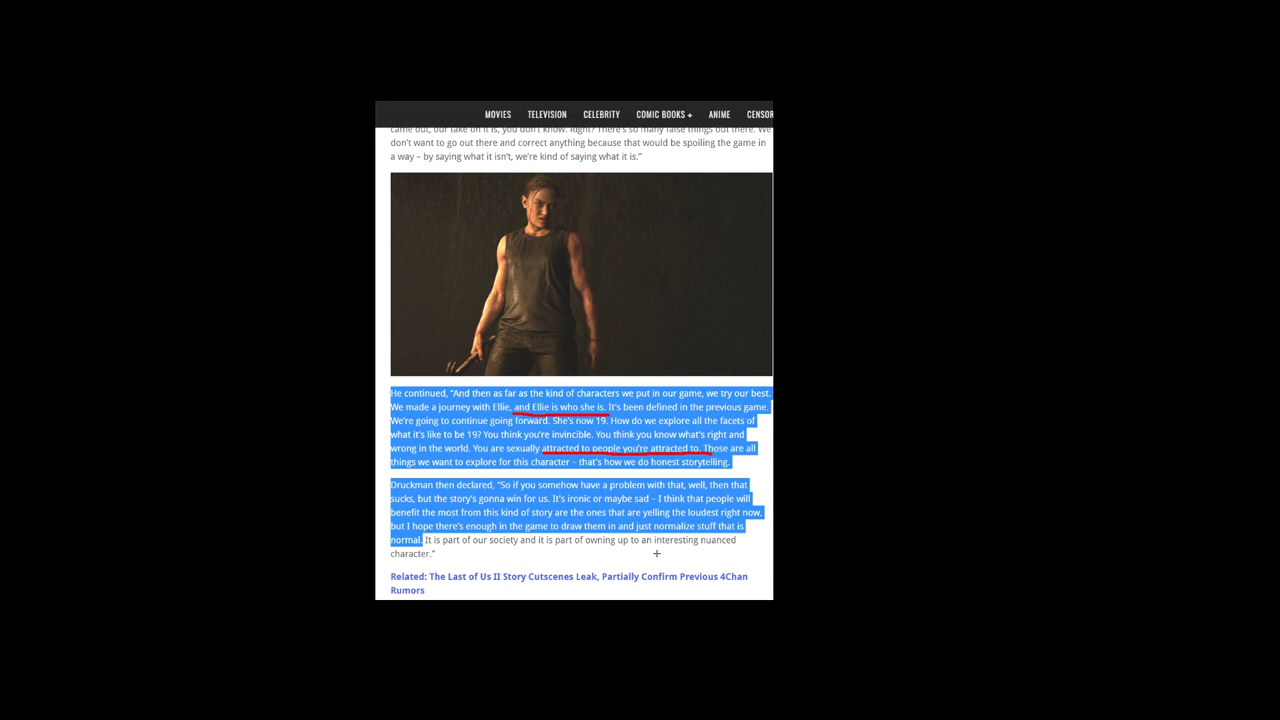 MOVIES TELEVISION CELEBRITY COMIC BOOKS + ANIME CENSOR
came out, our take on it is, you don't know. Right? There's so many false things out there. We
don't want to go out there and correct anything because that would be spoiling the game in
a way – by saying what it isn't, we're kind of saying what it is."
He continued, "And then as far as the kind of characters we put in our game, we try our best.
We made a journey with Ellie, and Ellie is who she is. It's been defined in the previous game.
We're going to continue going forward. She's now 19. How do we explore all the facets of
what it's like to be 19? You think you're invincible. You think you know what's right and
wrong in the world. You are sexually attracted to people you're attracted to. Those are all
things we want to explore for this character – that's how we do honest storytelling.
Druckman then declared, "So if you somehow have a problem with that, well, then that
sucks, but the story's gonna win for us. It's ironic or maybe sad – I think that people will
benefit the most from this kind of story are the ones that are yelling the loudest right now,
but I hope there's enough in the game to draw them in and just normalize stuff that is
normal. It is part of our society and it is part of owning up to an interesting nuanced
character."
Related: The Last of Us II Story Cutscenes Leak, Partially Confirm Previous 4Chan
Rumors